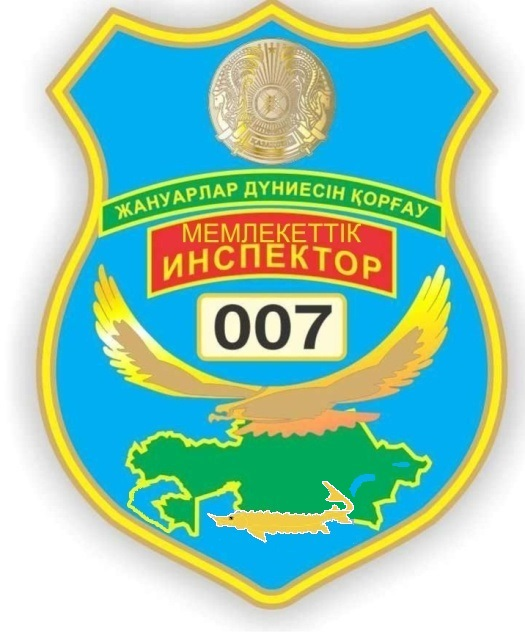 ЖАНУАРЛАР ДҮНИЕСІН ҚОРҒАУ
МЕМЛЕКЕТТІК
ИНСПЕКТОР
007